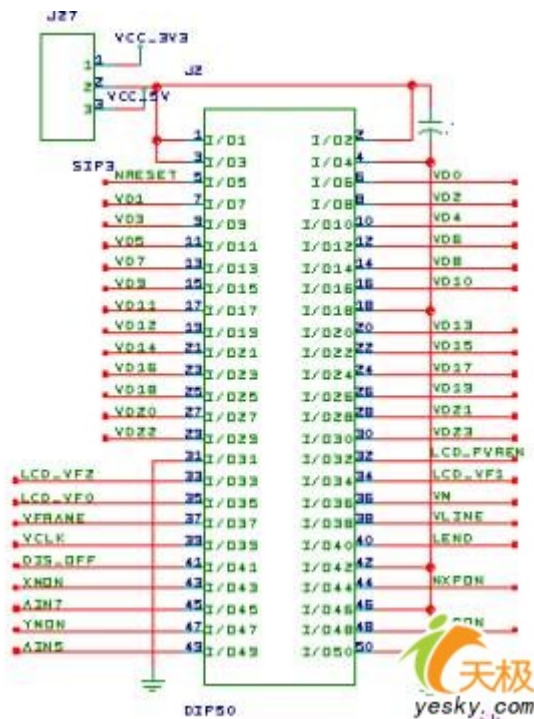 JZ7
VCC_3V3
1
2
VCC_5V
3
SIP3
J2
1 I/O1 I/O2 2
3 I/O3 I/O4 4
NRESET 5 I/O5 I/O6 6 VD0
VD1 7 I/O7 I/O8 8 VD2
VD3 9 I/O9 I/O10 10 VD4
VD5 11 I/O11 I/O12 12 VD6
VD7 13 I/O13 I/O14 14 VD8
VD9 15 I/O15 I/O16 16 VD10
VD11 17 I/O17 I/O18 18
VD12 19 I/O19 I/O20 20 VD13
VD14 21 I/O21 I/O22 22 VD15
VD16 23 I/O23 I/O24 24 VD17
VD18 25 I/O25 I/O26 26 VD19
VD20 27 I/O27 I/O28 28 VD21
VD22 29 I/O29 I/O30 30 VD23
31 I/O31 I/O32 32 LCD_PWREN
LCD_VF2 33 I/O33 I/O34 34 LCD_VF1
LCD_VF0 35 I/O35 I/O36 36 VM
VFRAME 37 I/O37 I/O38 38 VLINE
VCLK 39 I/O39 I/O40 40 LEND
DIS_OFF 41 I/O41 I/O42 42
XMON 43 I/O43 I/O44 44 NXPON
AIN7 45 I/O45 I/O46 46
YMON 47 I/O47 I/O48 48
AIN5 49 I/O49 I/O50 50
DIP50
天极
yesky.com